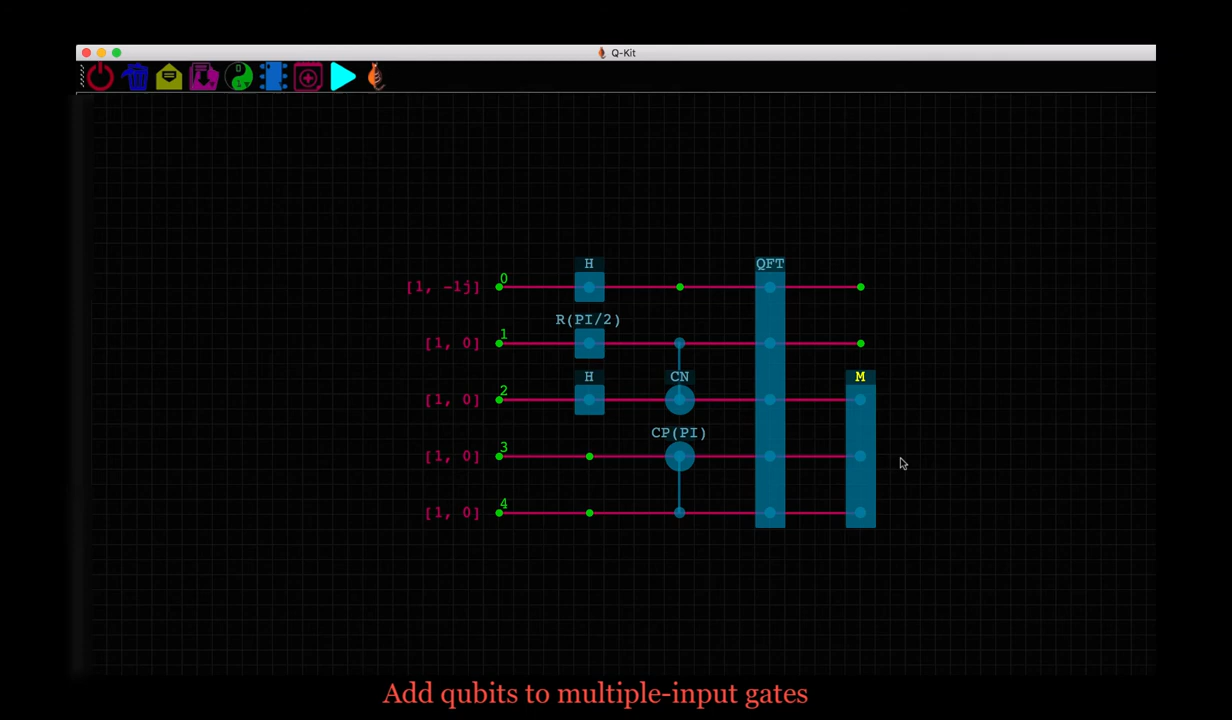 Q-Kit
H
QFT
0
[1, -1j]
R(PI/2)
1
[1, 0]
H
CN
M
2
[1, 0]
CP(PI)
3
[1, 0]
4
[1, 0]
Add qubits to multiple-input gates